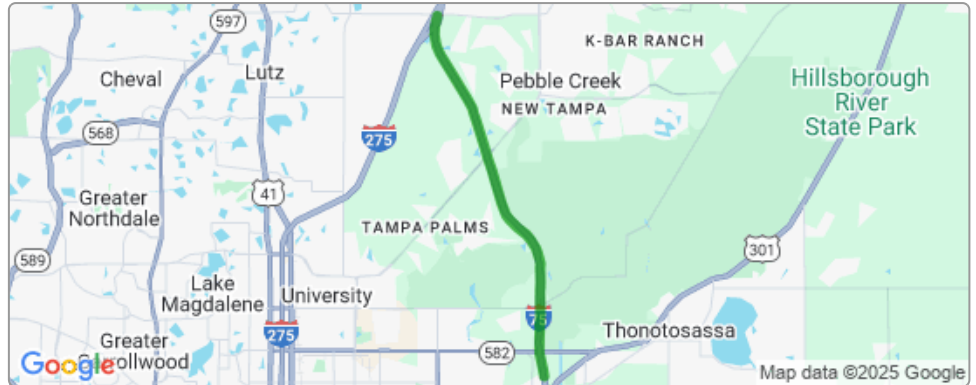 597
K-BAR RANCH
Cheval
Lutz
Pebble Creek
Hillsborough
River
State Park
NEW TAMPA
568
275
41
Greater
Northdale
TAMPA PALMS
301
589
Lake
Magdalene
University
75
275
Thonotosassa
Greater
Carrollwood
582
Google
Map data ©2025 Google